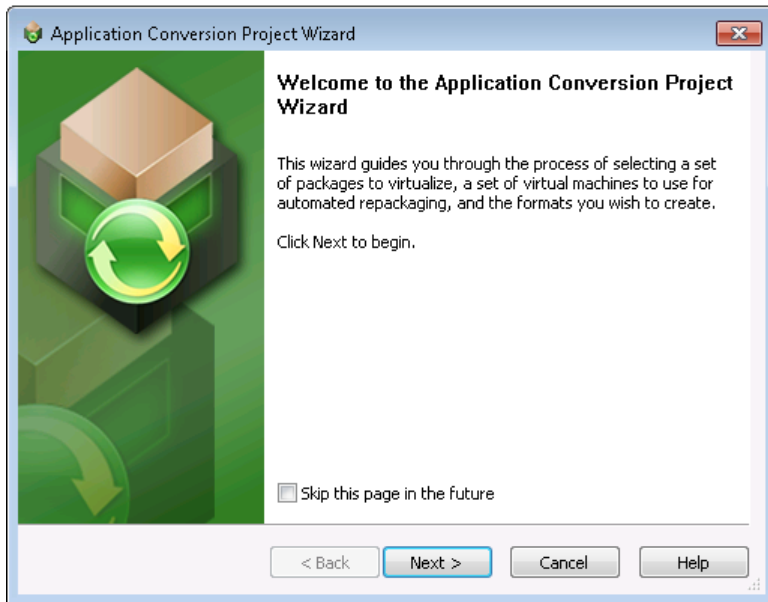 Application Conversion Project Wizard
Welcome to the Application Conversion Project
Wizard
This wizard guides you through the process of selecting a set
of packages to virtualize, a set of virtual machines to use for
automated repackaging, and the formats you wish to create.
Click Next to begin.
Skip this page in the future
< Back
Next >
Cancel
Help